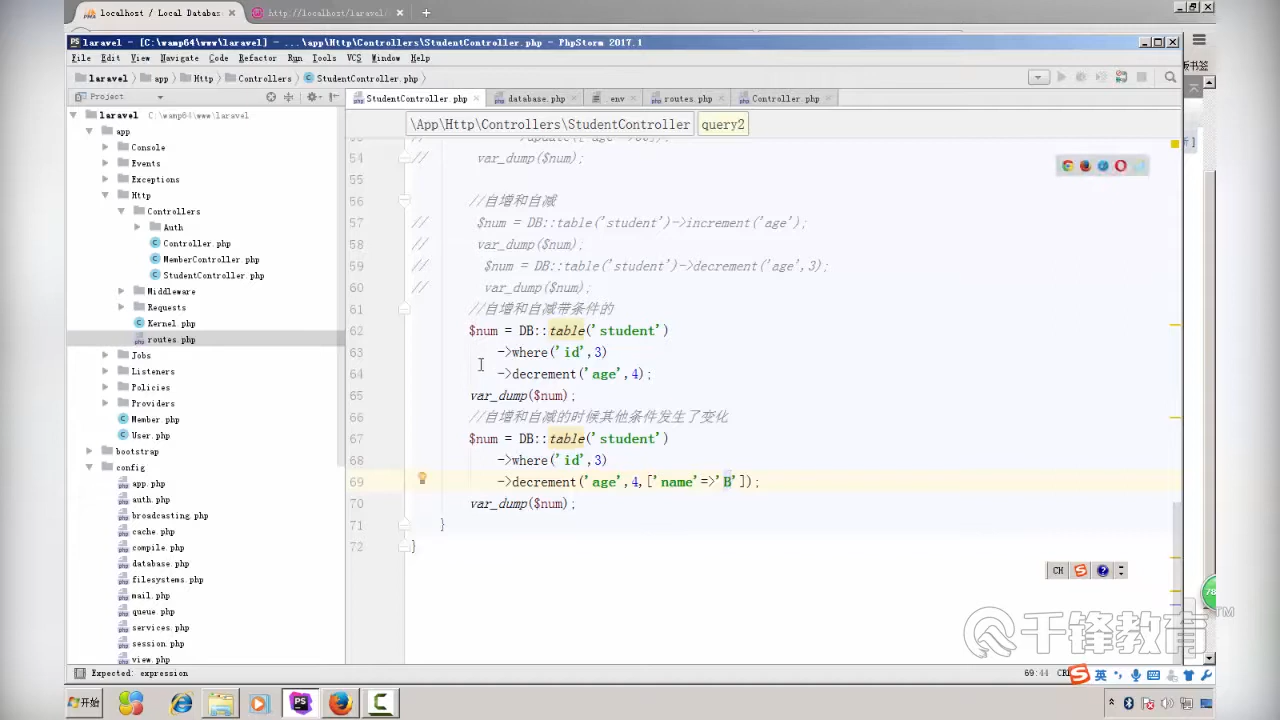 localhost / Local Databas
http://localhost/laravel/
laravel - [C:\wamp64\www\laravel] - ...\app\Http\Controllers\StudentController.php - PhpStorm 2017.1
File Edit View Navigate Code Refactor Run Tools VCS Window Help
laravel app Http Controllers StudentController.php
Project
StudentController.php database.php .env routes.php Controller.php
\App\Http\Controllers\StudentController query2
laravel C:\wamp64\www\laravel
app
Console
Events
Exceptions
Http
Controllers
Auth
Controller.php
MemberController.php
StudentController.php
Middleware
Requests
Kernel.php
routes.php
Jobs
Listeners
Policies
Providers
Member.php
User.php
bootstrap
config
app.php
auth.php
broadcasting.php
cache.php
compile.php
database.php
filesystems.php
mail.php
queue.php
services.php
session.php
view.php
54 // var_dump($num);
55
56 //自增和自减
57 // $num = DB::table('student')->increment('age');
58 // var_dump($num);
59 // $num = DB::table('student')->decrement('age',3);
60 // var_dump($num);
61 //自增和自减带条件的
62 $num = DB::table('student')
63 ->where('id',3)
64 ->decrement('age',4);
65 var_dump($num);
66 //自增和自减的时候其他条件发生了变化
67 $num = DB::table('student')
68 ->where('id',3)
69 ->decrement('age',4,['name'=>'B']);
70 var_dump($num);
71 }
72 }
CH
78
千锋教育™
Expected: expression
69:44
英
开始